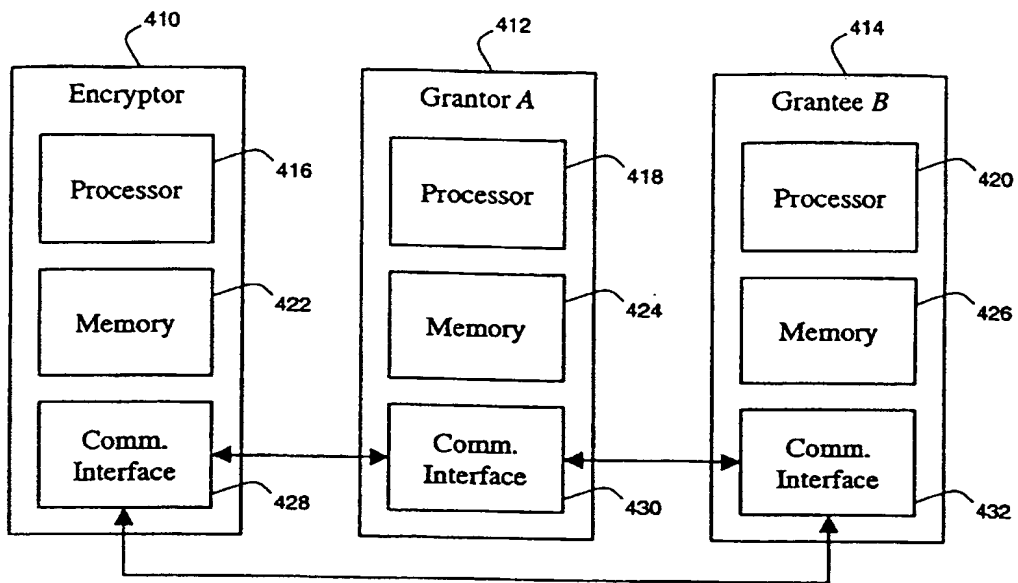 410
412
414
Encryptor
Grantor A
Grantee B
Processor
416
Processor
418
Processor
420
Memory
422
Memory
424
Memory
426
Comm.
Interface
428
Comm.
Interface
430
Comm.
Interface
432